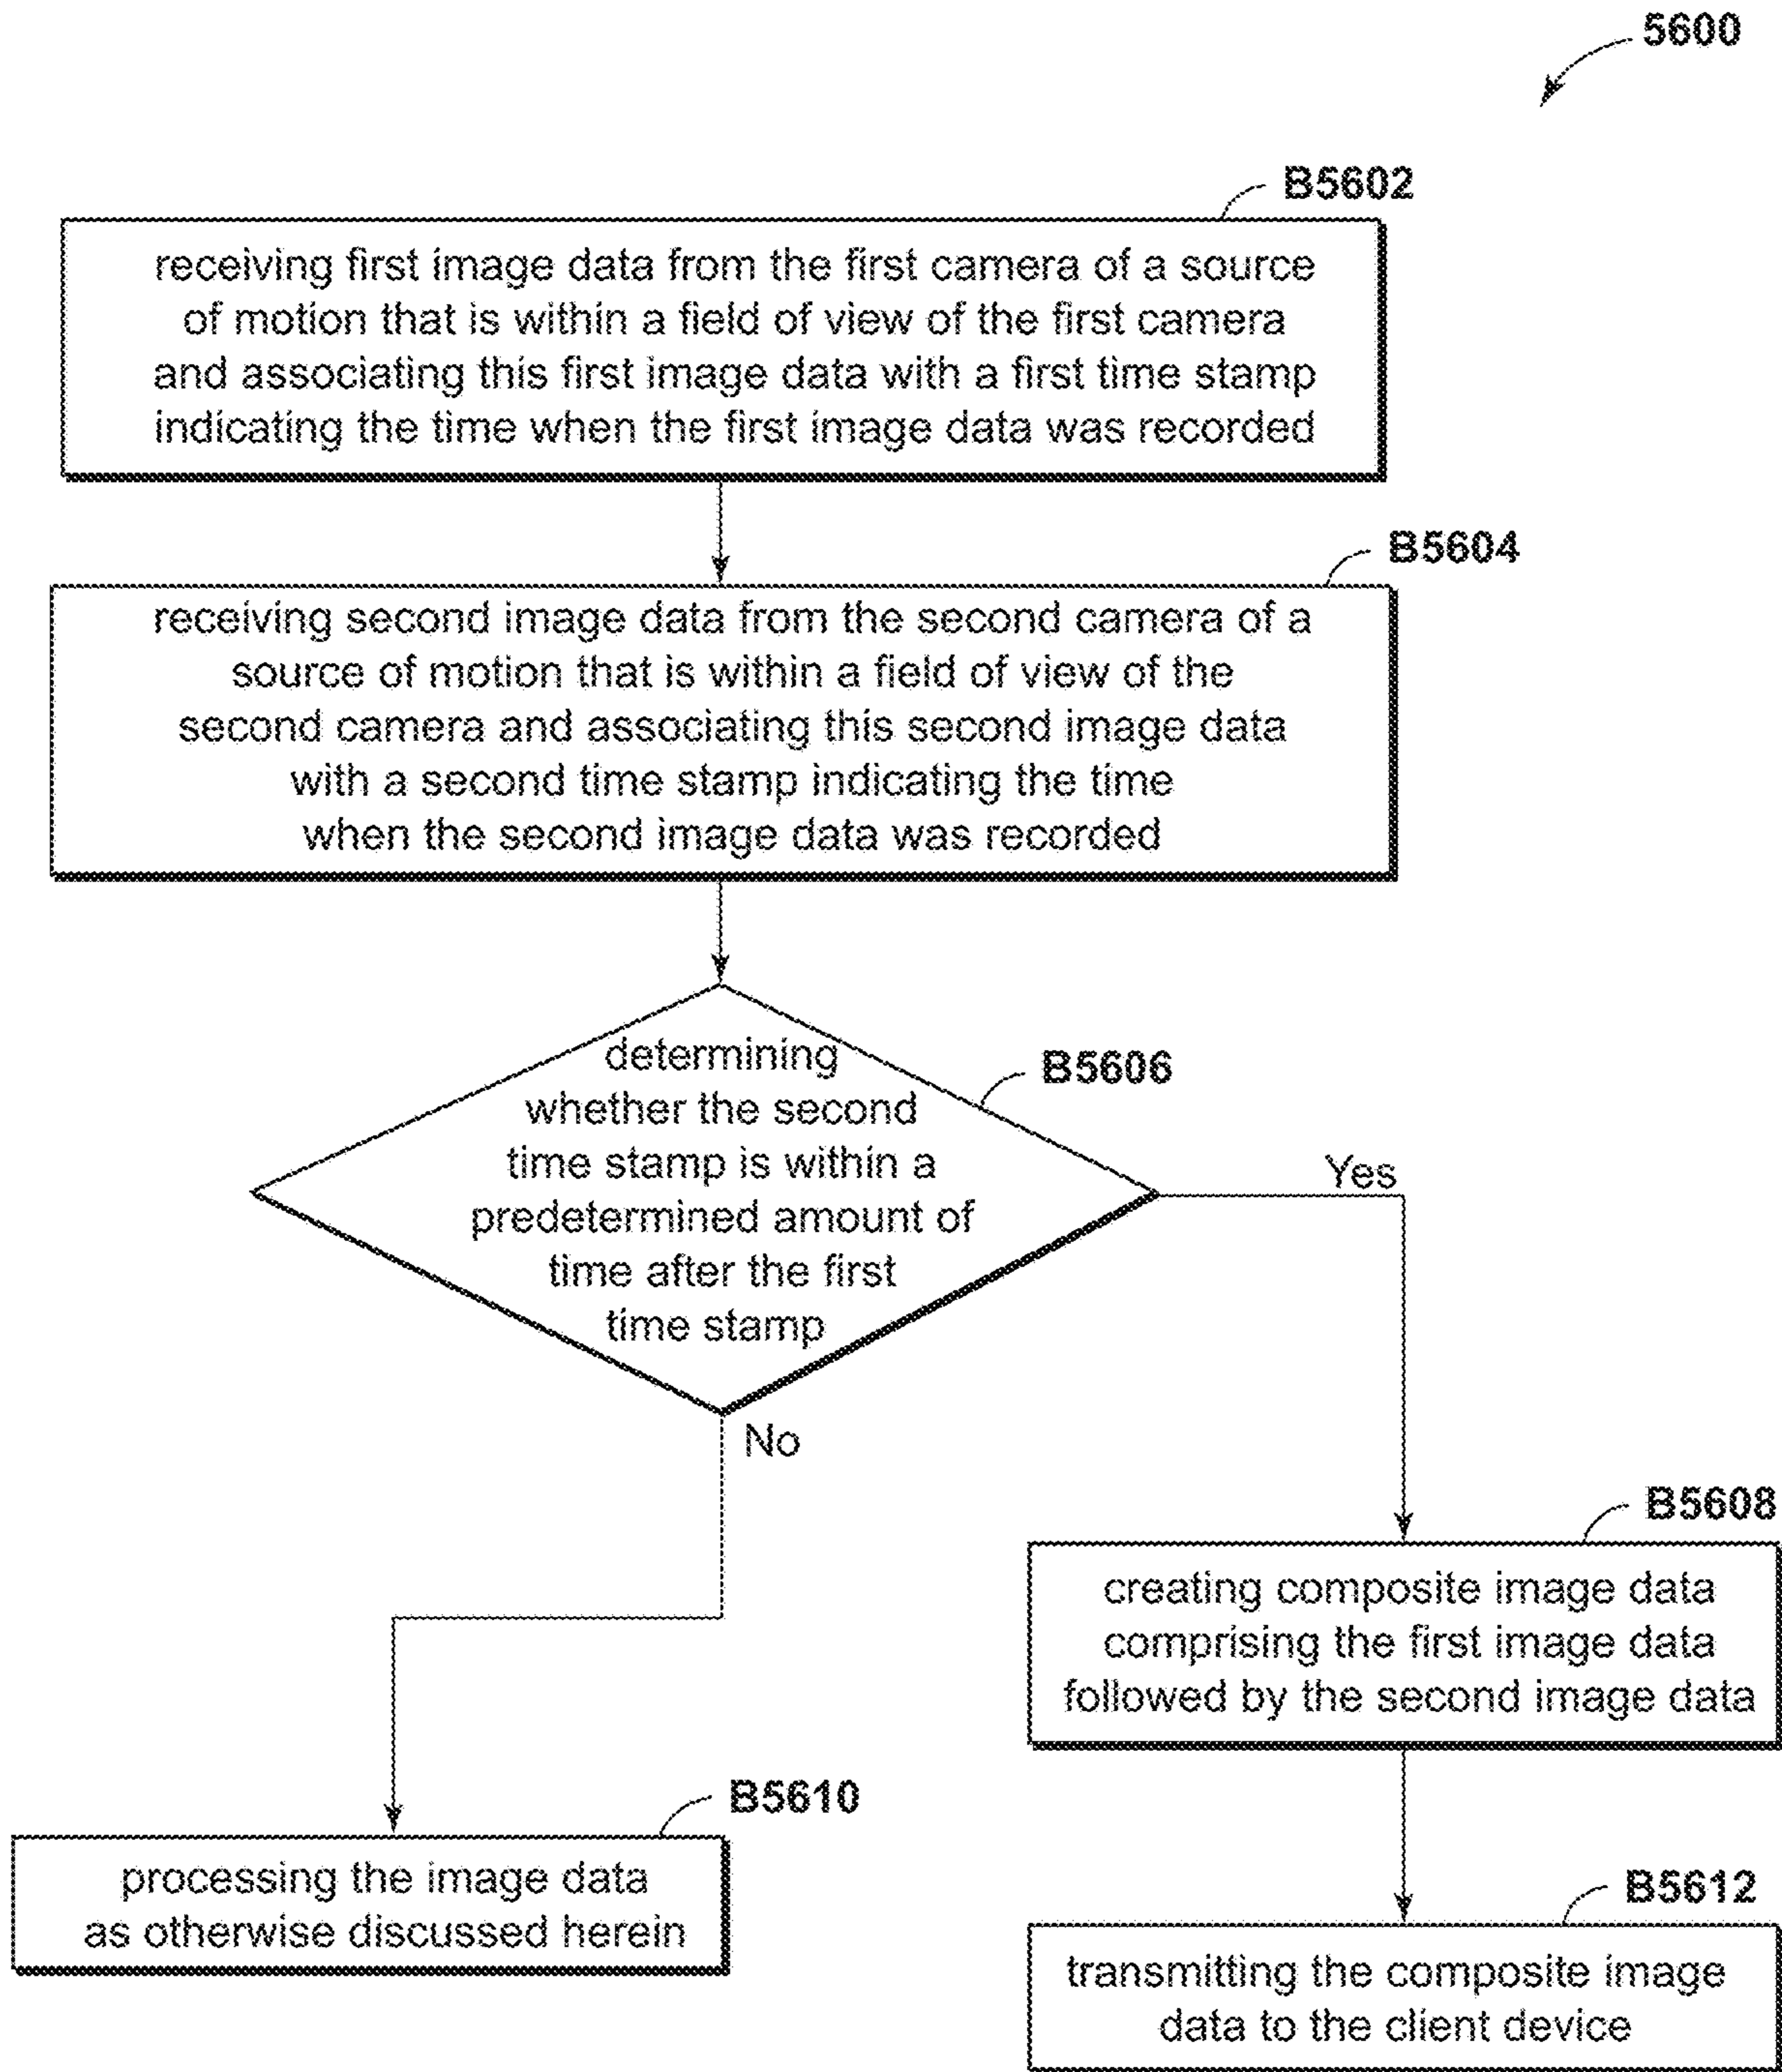 5600
B5602
receiving first image data from the first camera of a source
of motion that is within a field of view of the first camera
and associating this first image data with a first time stamp
indicating the time when the first image data was recorded
B5604
receiving second image data from the second camera of a
source of motion that is within a field of view of the
second camera and associating this second image data
with a second time stamp indicating the time
when the second image data was recorded
B5606
determining
whether the second
time stamp is within a
predetermined amount of
time after the first
time stamp
Yes
No
B5608
creating composite image data
comprising the first image data
followed by the second image data
B5610
processing the image data
as otherwise discussed herein
B5612
transmitting the composite image
data to the client device